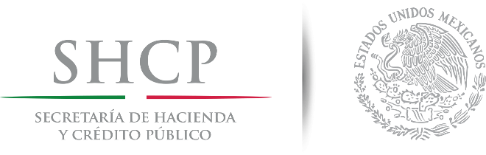 SHCP
SECRETARÍA DE HACIENDA
Y CRÉDITO PÚBLICO
ESTADOS UNIDOS MEXICANOS